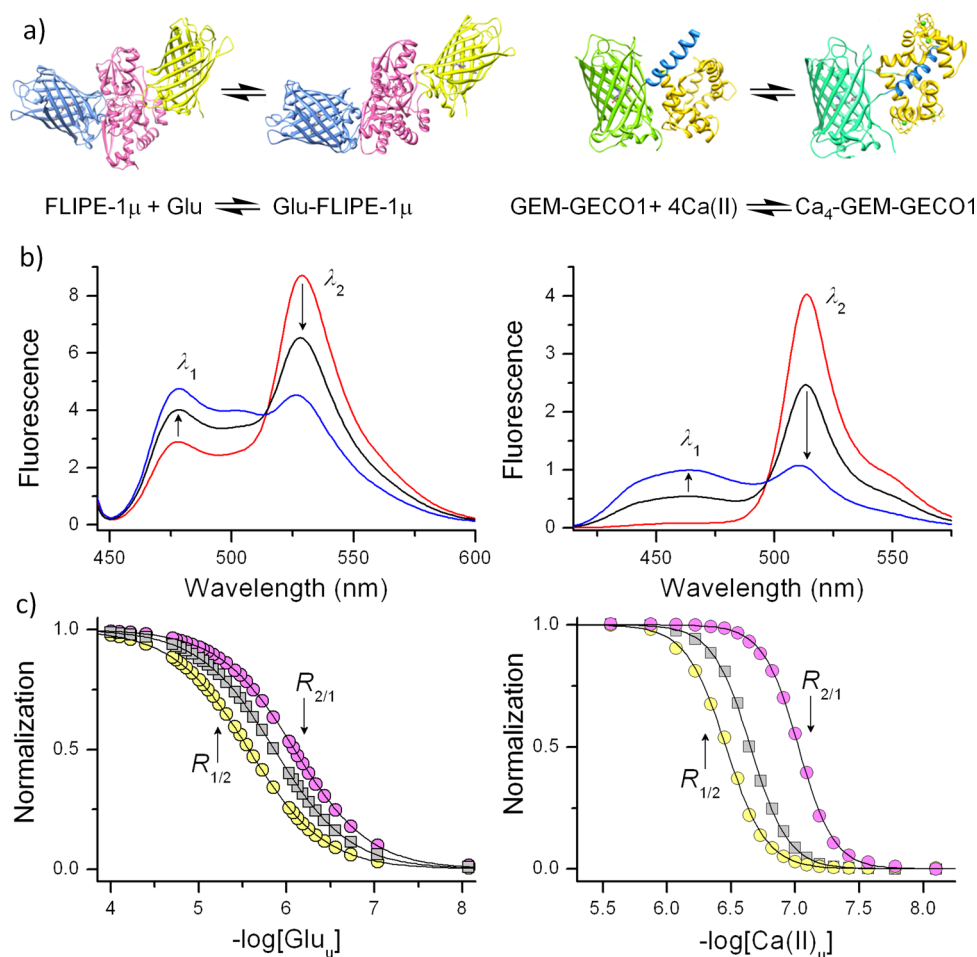 a)
FLIPE-1μ + Glu ⇌ Glu-FLIPE-1μ
GEM-GECO1+ 4Ca(II) ⇌ Ca₄-GEM-GECO1
b)
8
6
4
2
0
Fluorescence
λ₁
λ₂
450 500 550 600
Wavelength (nm)
4
3
2
1
0
Fluorescence
λ₁
λ₂
450 500 550
Wavelength (nm)
c)
1.0
0.5
0.0
Normalization
R₁/₂
R₂/₁
4 5 6 7 8
-log[Gluᵤ]
1.0
0.5
0.0
Normalization
R₁/₂
R₂/₁
5.5 6.0 6.5 7.0 7.5 8.0
-log[Ca(II)ᵤ]